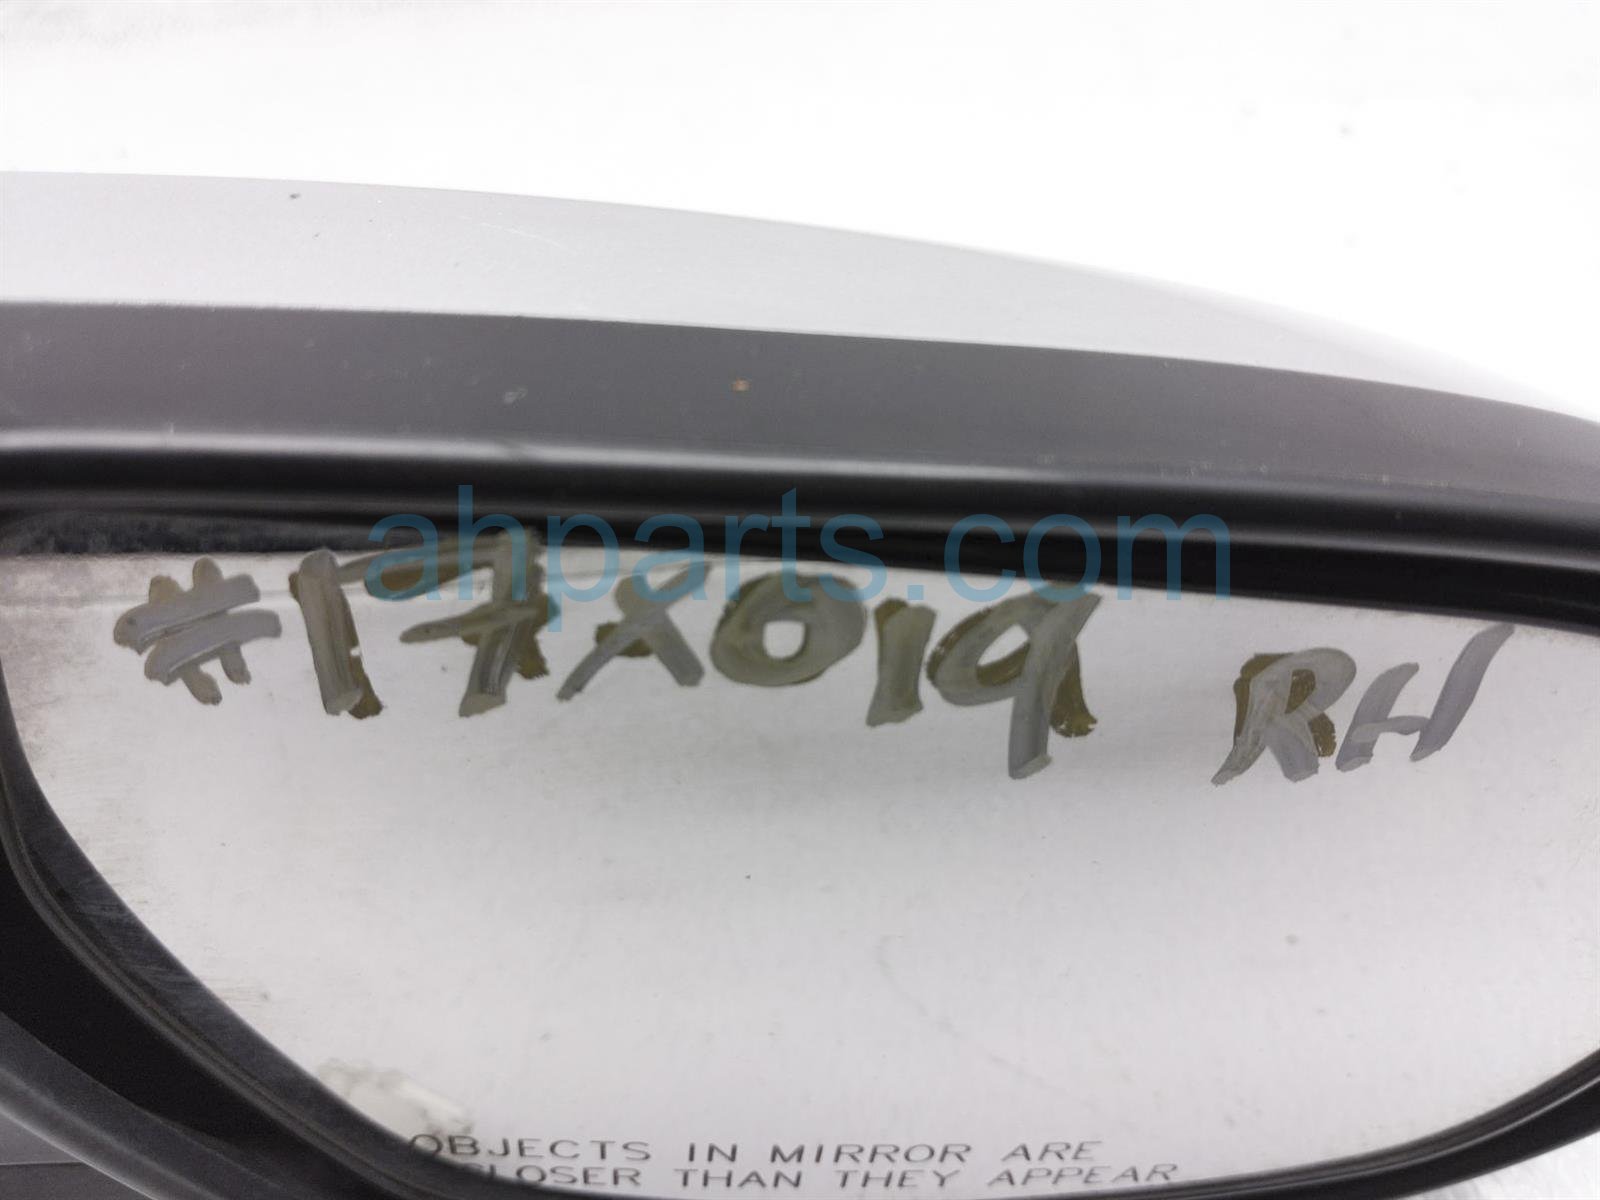 ahparts.com
#17X019 RH
OBJECTS IN MIRROR ARE
CLOSER THAN THEY APPEAR